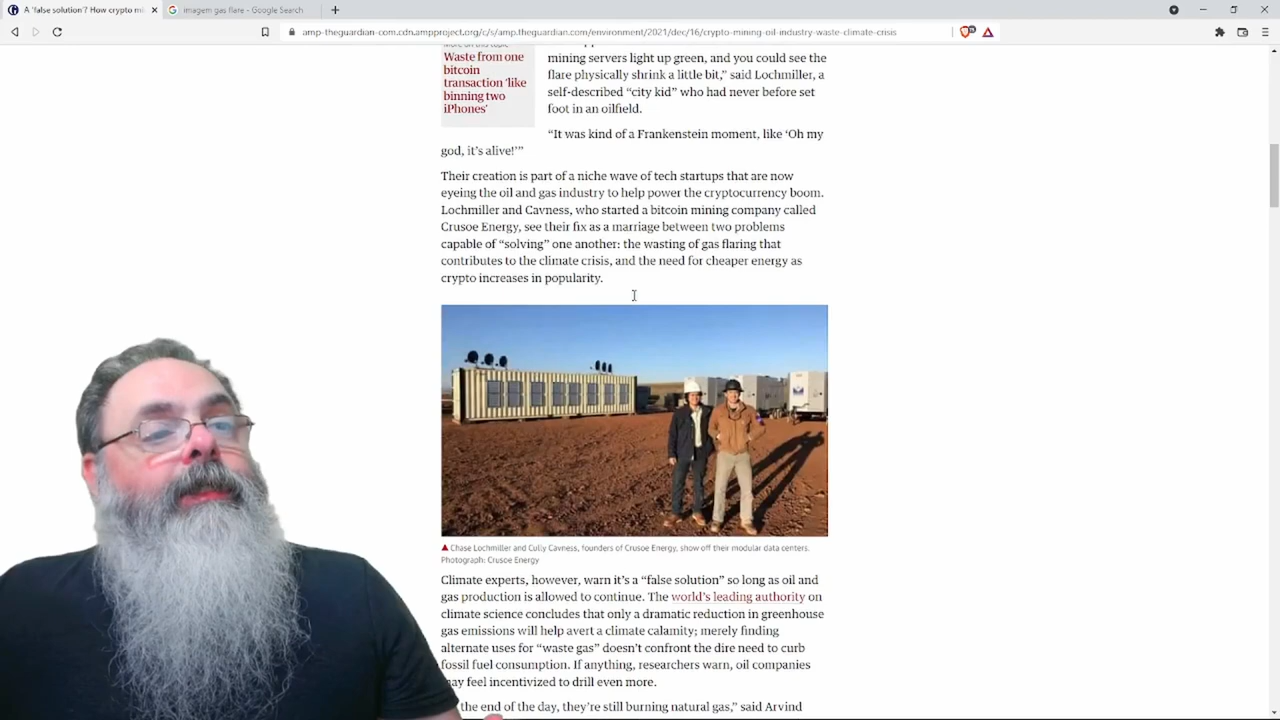 A 'false solution'? How crypto mi
imagem gas flare - Google Search
amp-theguardian-com.cdn.ampproject.org/c/s/amp.theguardian.com/environment/2021/dec/16/crypto-mining-oil-industry-waste-climate-crisis
More on this topic
Waste from one
bitcoin
transaction 'like
binning two
iPhones'
mining servers light up green, and you could see the
flare physically shrink a little bit,” said Lochmiller, a
self-described “city kid” who had never before set
foot in an oilfield.
“It was kind of a Frankenstein moment, like ‘Oh my
god, it’s alive!’”
Their creation is part of a niche wave of tech startups that are now
eyeing the oil and gas industry to help power the cryptocurrency boom.
Lochmiller and Cavness, who started a bitcoin mining company called
Crusoe Energy, see their fix as a marriage between two problems
capable of “solving” one another: the wasting of gas flaring that
contributes to the climate crisis, and the need for cheaper energy as
crypto increases in popularity.
Chase Lochmiller and Cully Cavness, founders of Crusoe Energy, show off their modular data centers.
Photograph: Crusoe Energy
Climate experts, however, warn it’s a “false solution” so long as oil and
gas production is allowed to continue. The world’s leading authority on
climate science concludes that only a dramatic reduction in greenhouse
gas emissions will help avert a climate calamity; merely finding
alternate uses for “waste gas” doesn’t confront the dire need to curb
fossil fuel consumption. If anything, researchers warn, oil companies
may feel incentivized to drill even more.
the end of the day, they’re still burning natural gas,” said Arvind